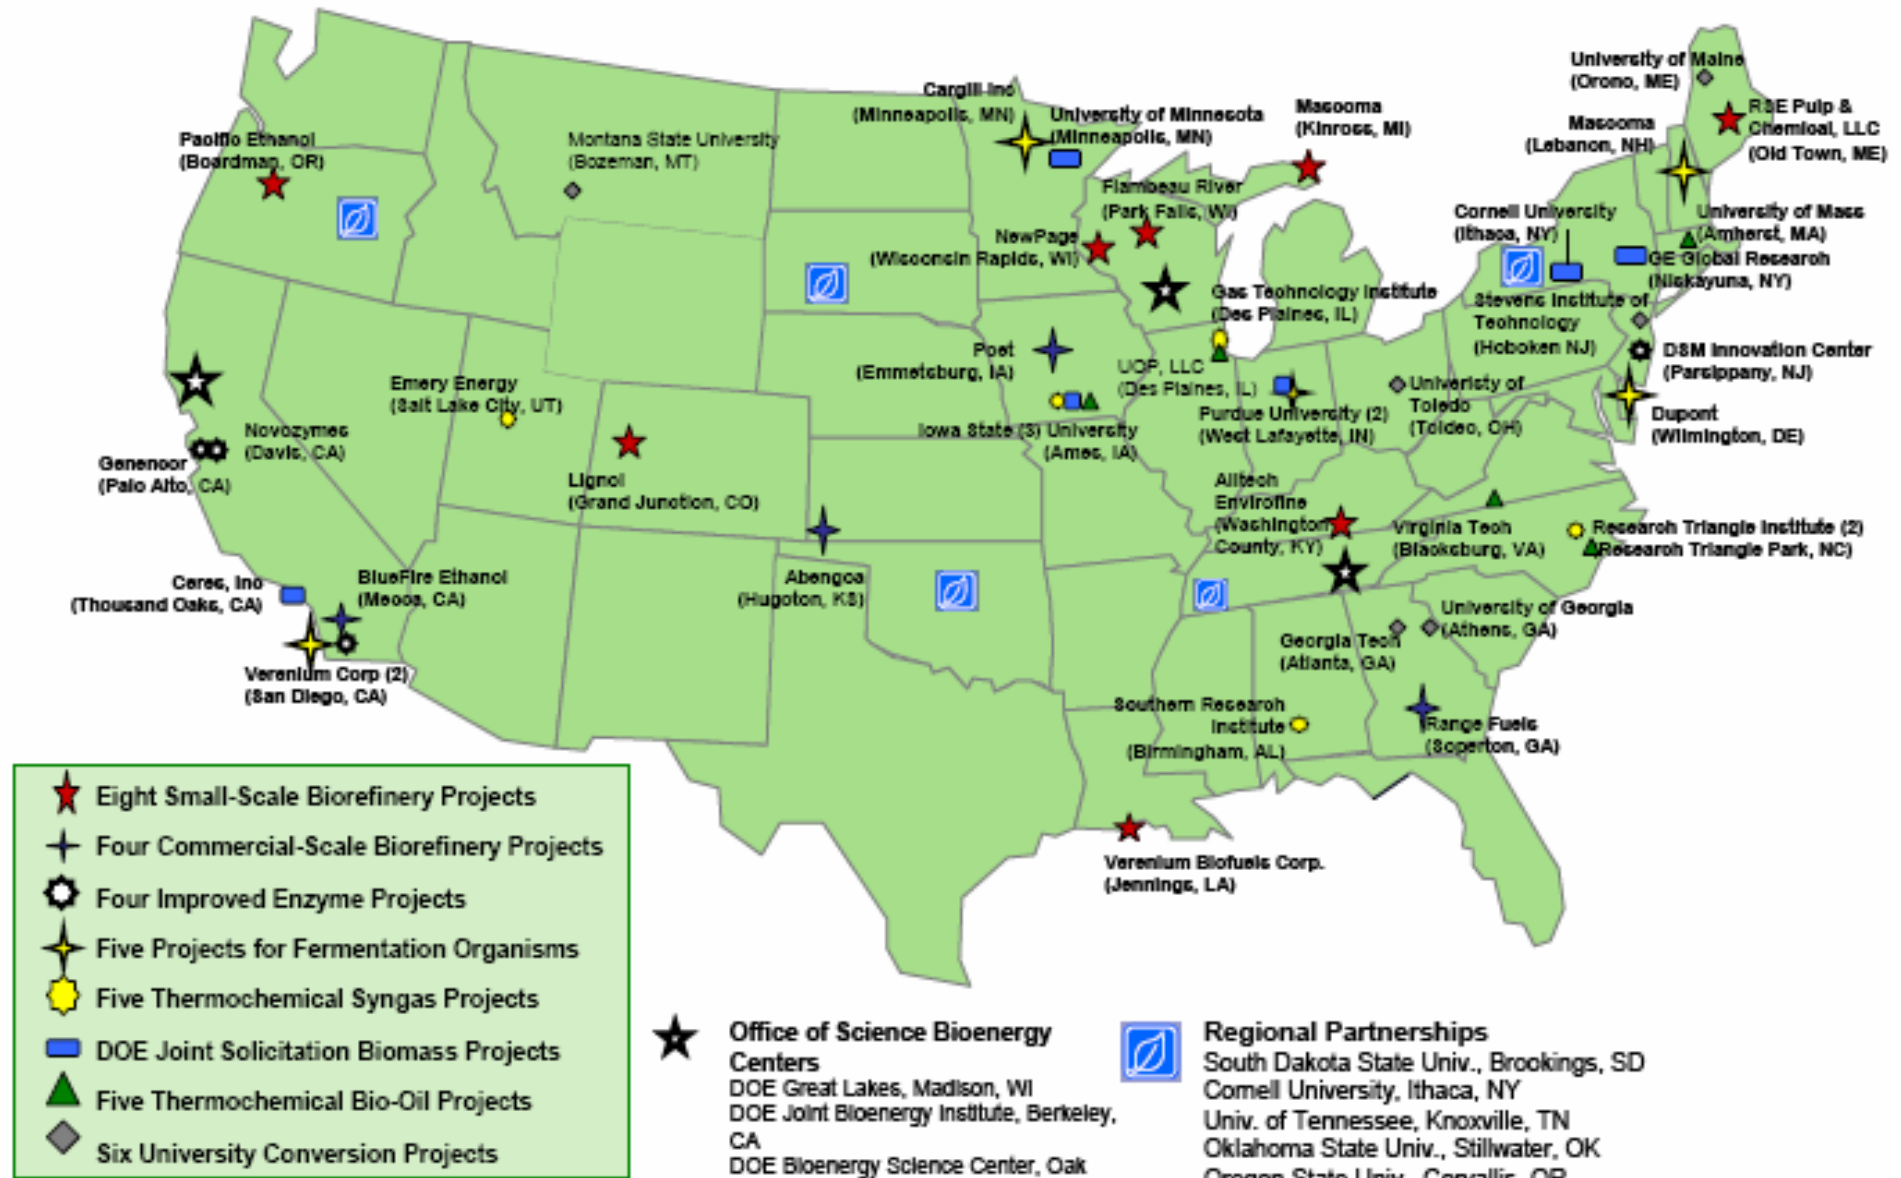 University of Maine
(Orono, ME)
Cargill Inc
(Minneapolis, MN)
University of Minnesota
(Minneapolis, MN)
Mascoma
(Kinross, MI)
RSE Pulp &
Chemical, LLC
(Old Town, ME)
Mascoma
(Lebanon, NH)
Pacific Ethanol
(Boardman, OR)
Montana State University
(Bozeman, MT)
Flambeau River
(Park Falls, WI)
Cornell University
(Ithaca, NY)
University of Mass
(Amherst, MA)
NewPage
(Wisconsin Rapids, WI)
GE Global Research
(Niskayuna, NY)
Gas Technology Institute
(Des Plaines, IL)
Stevens Institute of
Technology
(Hoboken NJ)
Poet
(Emmetsburg, IA)
UOP, LLC
(Des Plaines, IL)
DSM Innovation Center
(Parsippany, NJ)
Emery Energy
(Salt Lake City, UT)
Univeristy of
Toledo
(Toldeo, OH)
Purdue University (2)
(West Lafayette, IN)
Dupont
(Wilmington, DE)
Novozymes
(Davis, CA)
Iowa State (3) University
(Ames, IA)
Genencor
(Palo Alto, CA)
Lignol
(Grand Junction, CO)
Alltech
Envirofine
(Washington
County, KY)
Virginia Tech
(Blacksburg, VA)
Research Triangle Institute (2)
Research Triangle Park, NC)
Ceres, Inc
(Thousand Oaks, CA)
BlueFire Ethanol
(Mecca, CA)
Abengoa
(Hugoton, KS)
University of Georgia
(Athens, GA)
Georgia Tech
(Atlanta, GA)
Verenium Corp (2)
(San Diego, CA)
Southern Research
Institute
(Birmingham, AL)
Range Fuels
(Soperton, GA)
Verenium Biofuels Corp.
(Jennings, LA)
Eight Small-Scale Biorefinery Projects
Four Commercial-Scale Biorefinery Projects
Four Improved Enzyme Projects
Five Projects for Fermentation Organisms
Five Thermochemical Syngas Projects
DOE Joint Solicitation Biomass Projects
Five Thermochemical Bio-Oil Projects
Six University Conversion Projects
Office of Science Bioenergy
Centers
DOE Great Lakes, Madison, WI
DOE Joint Bioenergy Institute, Berkeley,
CA
DOE Bioenergy Science Center, Oak
Regional Partnerships
South Dakota State Univ., Brookings, SD
Cornell University, Ithaca, NY
Univ. of Tennessee, Knoxville, TN
Oklahoma State Univ., Stillwater, OK
Oregon State Univ., Corvallis, OR